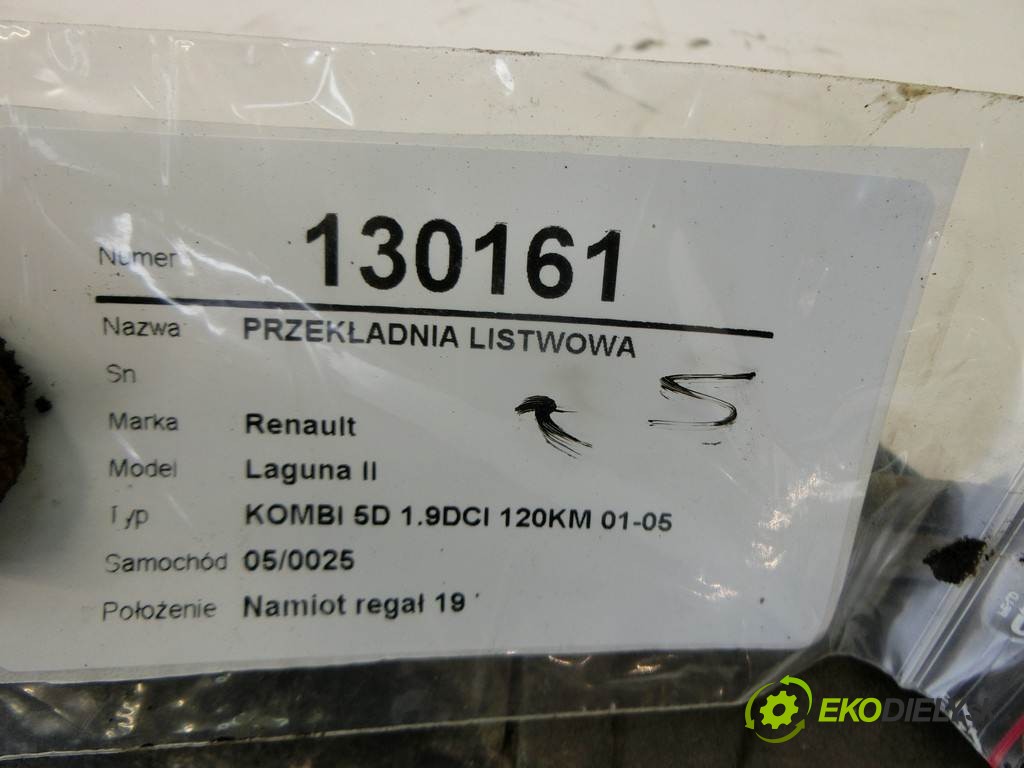 Numer 130161
Nazwa PRZEKŁADNIA LISTWOWA
Sn
Marka Renault
Model Laguna II
Typ KOMBI 5D 1.9DCI 120KM 01-05
Samochód 05/0025
Położenie Namiot regał 19
S